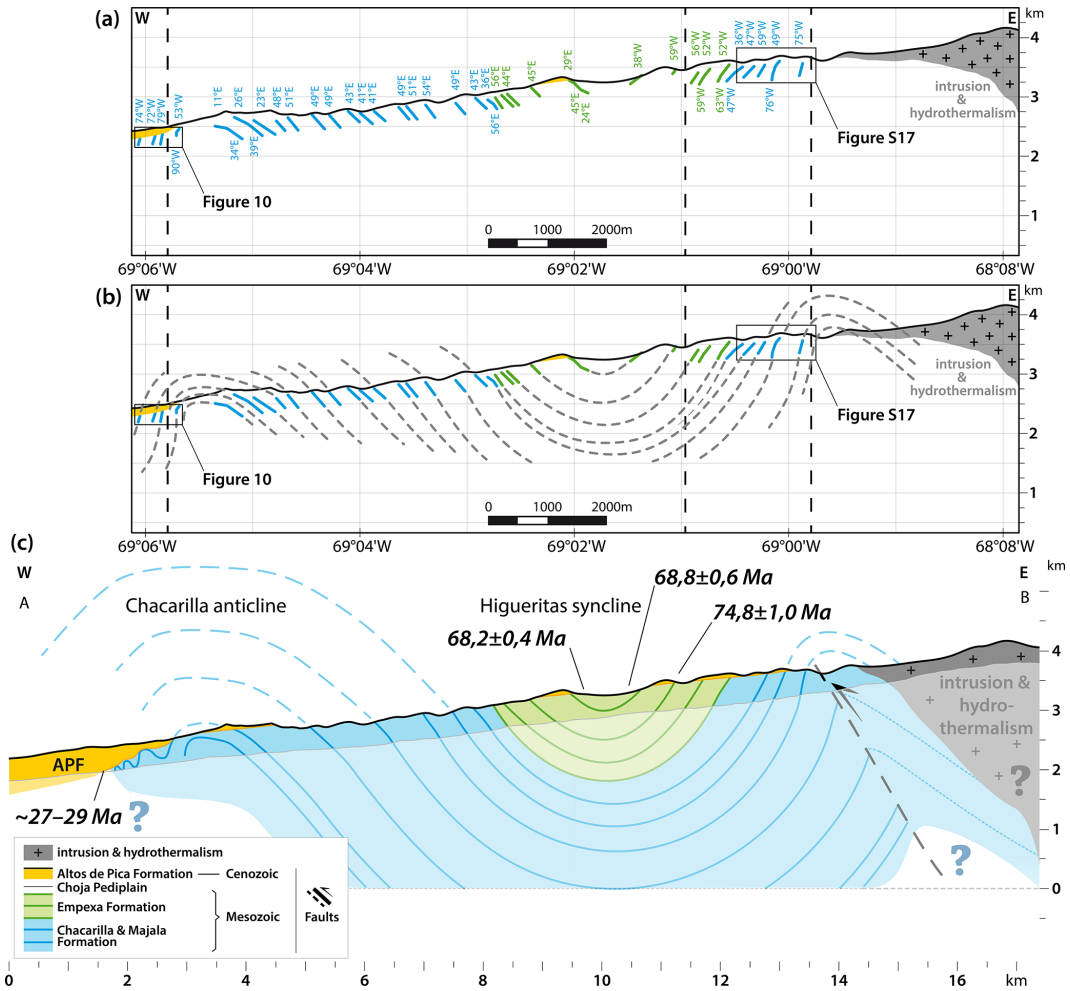 (a)
W
E
km
74°W
72°W
79°W
53°W
90°W
11°E
26°E
34°E
39°E
23°E
48°E
51°E
49°E
49°E
43°E
41°E
41°E
49°E
51°E
54°E
49°E
43°E
36°E
56°E
56°E
44°E
45°E
29°E
45°E
24°E
38°W
59°W
56°W
52°W
52°W
59°W
63°W
47°W
36°W
47°W
59°W
49°W
76°W
75°W
4
3
2
1
intrusion
&
hydrothermalism
Figure S17
Figure 10
0 1000 2000m
69°06'W 69°04'W 69°02'W 69°00'W 68°08'W
(b)
W
E
km
4
3
2
1
intrusion
&
hydrothermalism
Figure S17
Figure 10
0 1000 2000m
69°06'W 69°04'W 69°02'W 69°00'W 68°08'W
(c)
W
A
E
B
km
Chacarilla anticline
Higueritas syncline
68,8±0,6 Ma
68,2±0,4 Ma
74,8±1,0 Ma
4
3
2
1
0
intrusion &
hydro-
thermalism
?
?
?
APF
~27–29 Ma
intrusion & hydrothermalism
Altos de Pica Formation
Cenozoic
Choja Pediplain
Empexa Formation
Mesozoic
Chacarilla & Majala
Formation
Faults
0 2 4 6 8 10 12 14 16 km